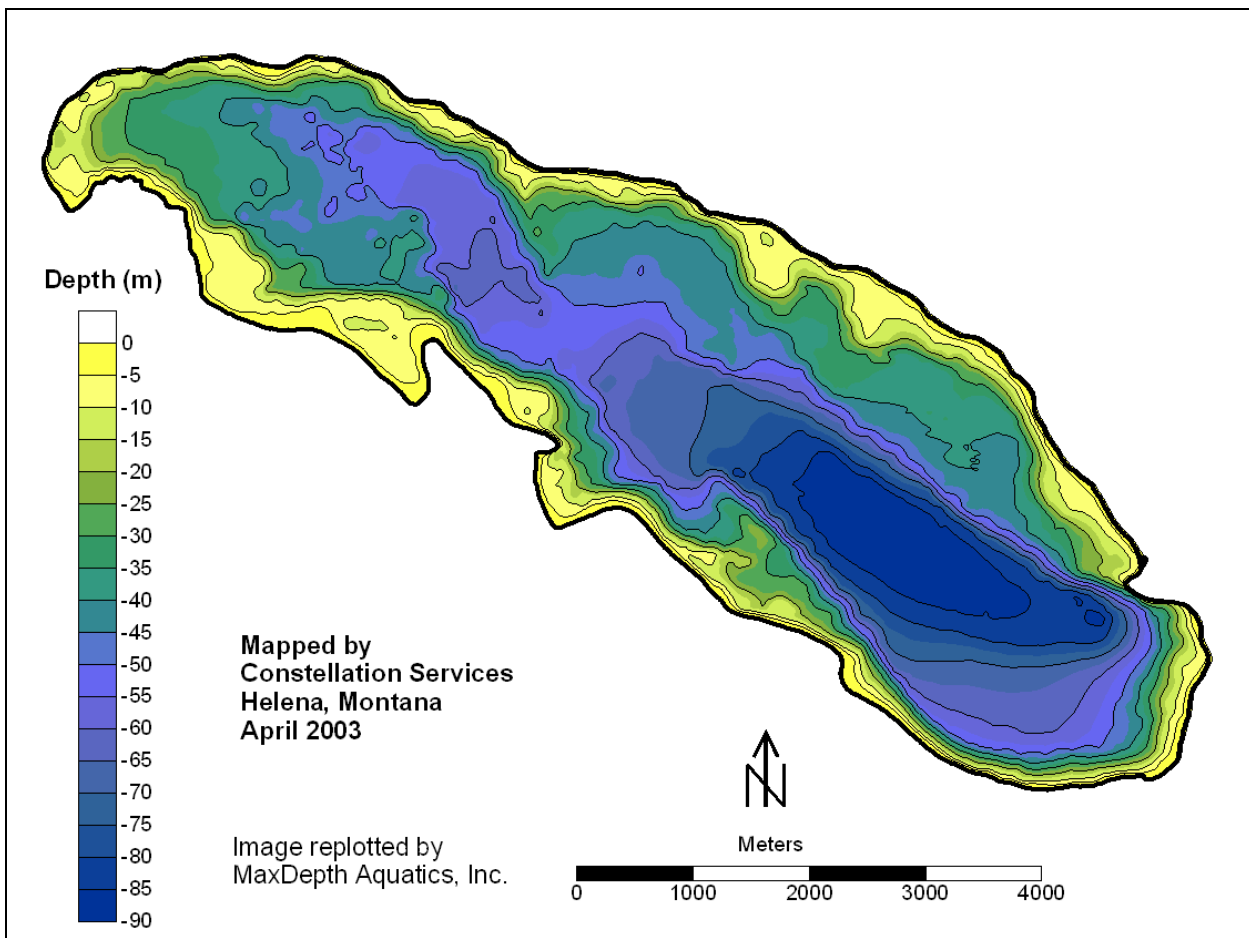 Depth (m)
0
-5
-10
-15
-20
-25
-30
-35
-40
-45
-50
-55
-60
-65
-70
-75
-80
-85
-90
Mapped by
Constellation Services
Helena, Montana
April 2003
Image replotted by
MaxDepth Aquatics, Inc.
N
Meters
0 1000 2000 3000 4000